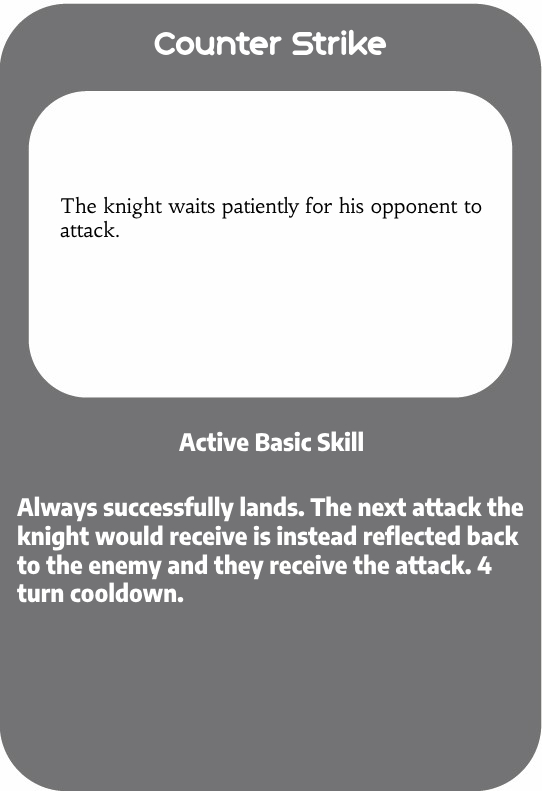 Counter Strike
The knight waits patiently for his opponent to
attack.
Active Basic Skill
Always successfully lands. The next attack the
knight would receive is instead reflected back
to the enemy and they receive the attack. 4
turn cooldown.